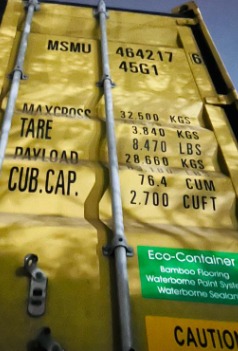 MSMU 464217 6
45G1
MAXCROSS 32.500 KGS
TARE 3.840 KGS
8.470 LBS
PAYLOAD 28.660 KGS
CUB.CAP. 76.4 CUM
2.700 CUFT
Eco-Container
Bamboo Flooring
Waterborne Paint System
Waterborne Sealant
CAUTION